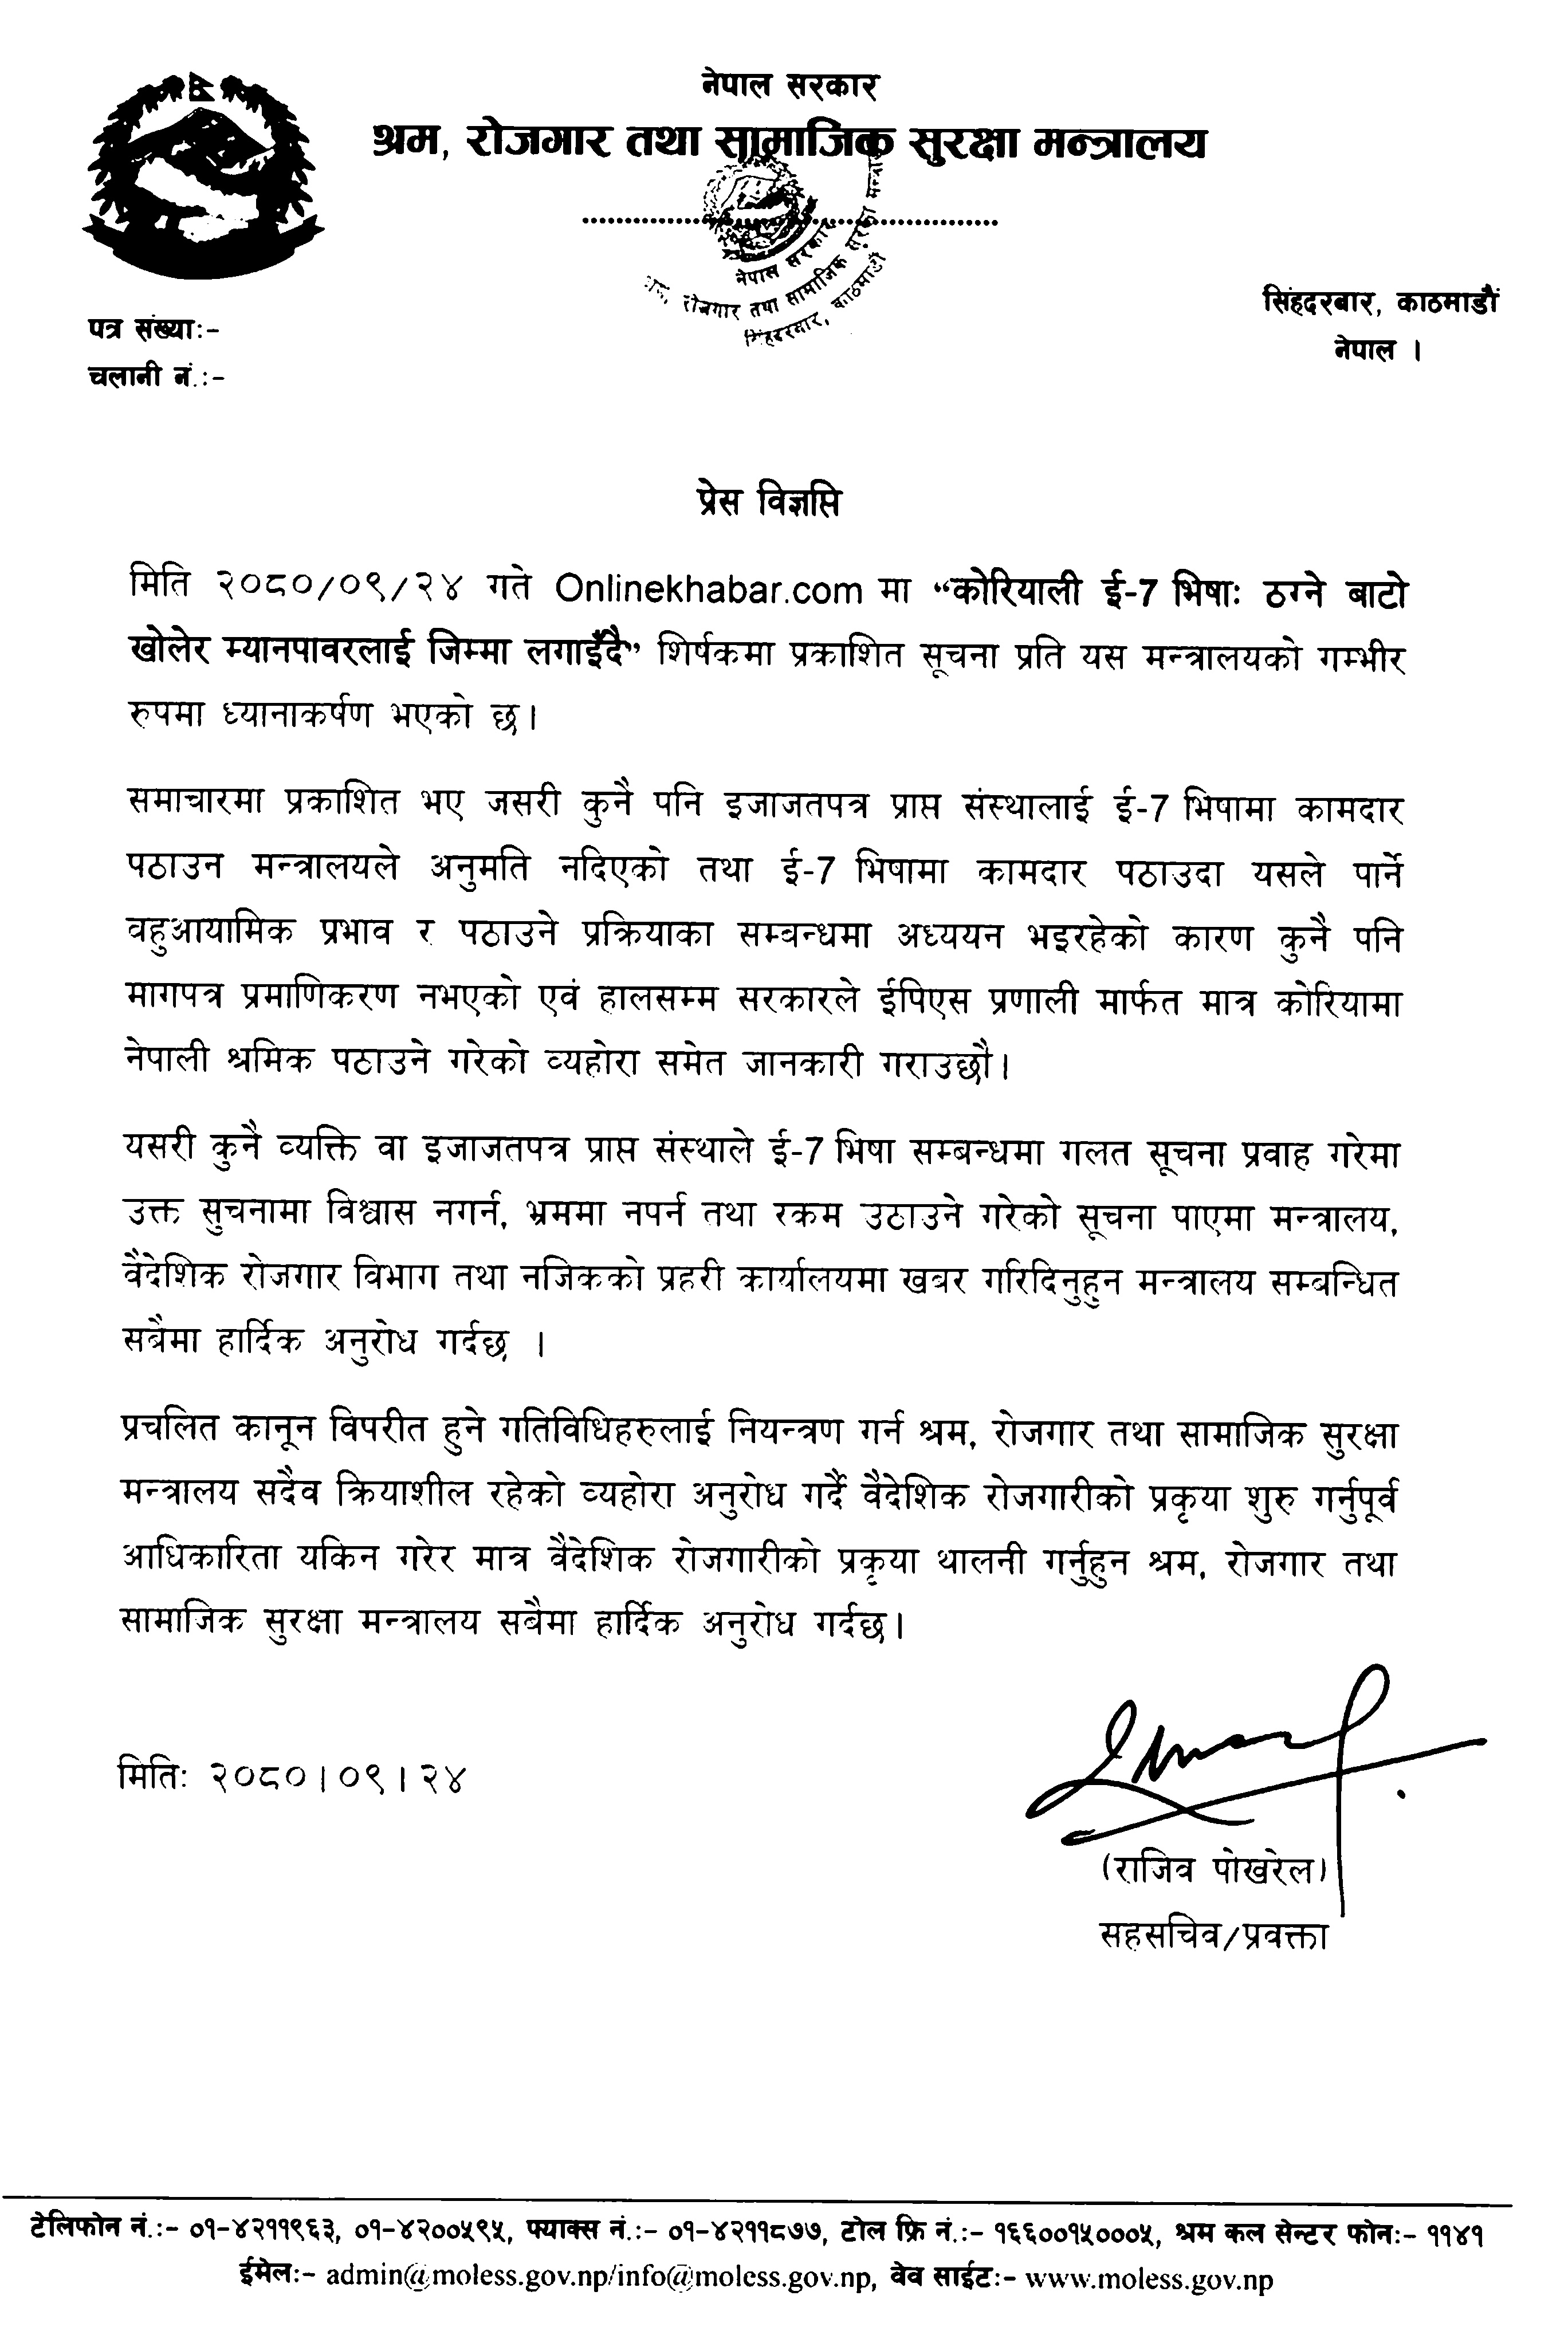 नेपाल सरकार
श्रम, रोजगार तथा सामाजिक सुरक्षा मन्त्रालय
नेपाल सरकार
रोजगार तथा सामाजिक सुरक्षा
सिंहदरबार, काठमाडौं
सिंहदरबार, काठमाडौं
नेपाल ।
पत्र संख्याः-
चलानी नं.:-
प्रेस विज्ञप्ति
मिति २०८०/०९/२४ गते Onlinekhabar.com मा “कोरियाली ई-7 भिषाः ठग्ने बाटो
खोलेर म्यानपावरलाई जिम्मा लगाइँदै” शिर्षकमा प्रकाशित सूचना प्रति यस मन्त्रालयको गम्भीर
रुपमा ध्यानाकर्षण भएको छ।
समाचारमा प्रकाशित भए जसरी कुनै पनि इजाजतपत्र प्राप्त संस्थालाई ई-7 भिषामा कामदार
पठाउन मन्त्रालयले अनुमति नदिएको तथा ई-7 भिषामा कामदार पठाउदा यसले पार्ने
वहुआयामिक प्रभाव र पठाउने प्रक्रियाका सम्बन्धमा अध्ययन भइरहेको कारण कुनै पनि
मागपत्र प्रमाणिकरण नभएको एवं हालसम्म सरकारले ईपिएस प्रणाली मार्फत मात्र कोरियामा
नेपाली श्रमिक पठाउने गरेको व्यहोरा समेत जानकारी गराउछौ।
यसरी कुनै व्यक्ति वा इजाजतपत्र प्राप्त संस्थाले ई-7 भिषा सम्बन्धमा गलत सूचना प्रवाह गरेमा
उक्त सुचनामा विश्वास नगर्न, भ्रममा नपर्न तथा रकम उठाउने गरेको सूचना पाएमा मन्त्रालय,
वैदेशिक रोजगार विभाग तथा नजिकको प्रहरी कार्यालयमा खबर गरिदिनुहुन मन्त्रालय सम्बन्धित
सबैमा हार्दिक अनुरोध गर्दछ ।
प्रचलित कानून विपरीत हुने गतिविधिहरुलाई नियन्त्रण गर्न श्रम, रोजगार तथा सामाजिक सुरक्षा
मन्त्रालय सदैव क्रियाशील रहेको व्यहोरा अनुरोध गर्दै वैदेशिक रोजगारीको प्रकृया शुरु गर्नुपूर्व
आधिकारिता यकिन गरेर मात्र वैदेशिक रोजगारीको प्रकृया थालनी गर्नुहुन श्रम, रोजगार तथा
सामाजिक सुरक्षा मन्त्रालय सबैमा हार्दिक अनुरोध गर्दछ।
मितिः २०८०।०९।२४
(राजिव पोखरेल)
सहसचिव/प्रवक्ता
टेलिफोन नं.:- ०१-४२११९६३, ०१-४२००५९५, फ्याक्स नं.:- ०१-४२११८७७, टोल फ्रि नं.:- १६६००१५०००५, श्रम कल सेन्टर फोनः- ११४१
ईमेलः- admin@moless.gov.np/info@moless.gov.np, वेव साईटः- www.moless.gov.np